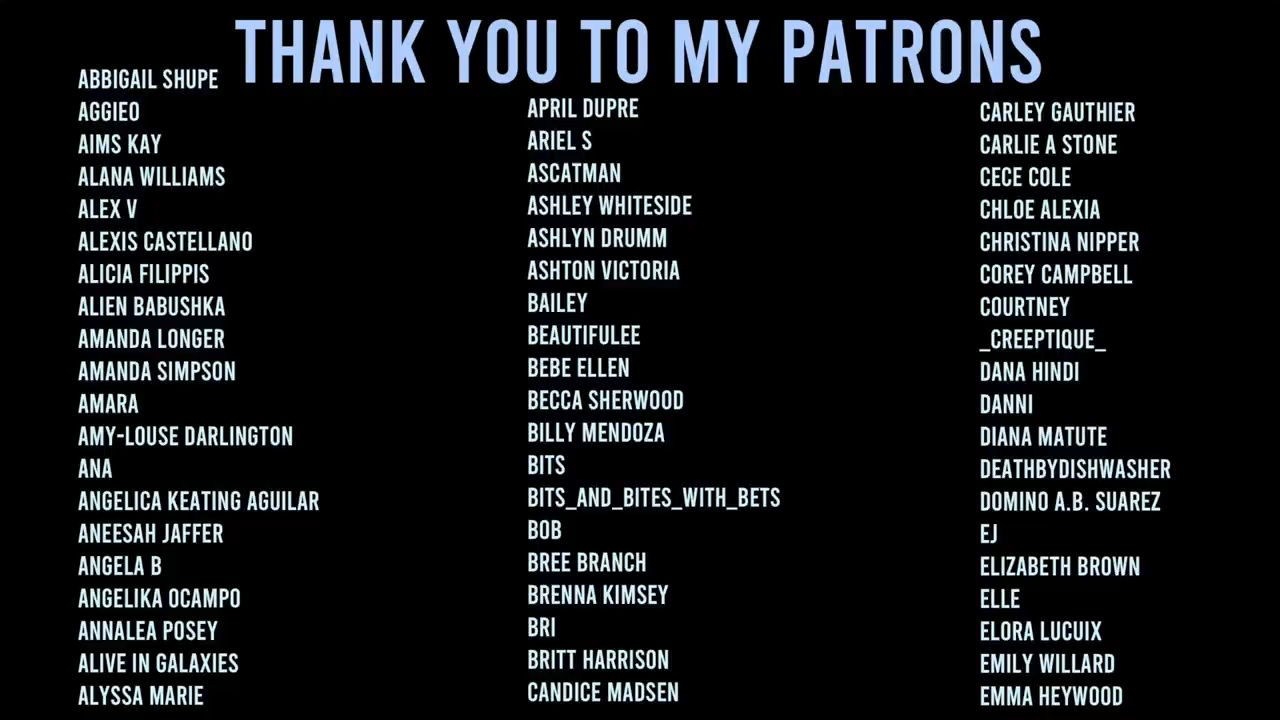 THANK YOU TO MY PATRONS
ABBIGAIL SHUPE
AGGIEO
AIMS KAY
ALANA WILLIAMS
ALEX V
ALEXIS CASTELLANO
ALICIA FILIPPIS
ALIEN BABUSHKA
AMANDA LONGER
AMANDA SIMPSON
AMARA
AMY-LOUSE DARLINGTON
ANA
ANGELICA KEATING AGUILAR
ANEESAH JAFFER
ANGELA B
ANGELIKA OCAMPO
ANNALEA POSEY
ALIVE IN GALAXIES
ALYSSA MARIE
APRIL DUPRE
ARIEL S
ASCATMAN
ASHLEY WHITESIDE
ASHLYN DRUMM
ASHTON VICTORIA
BAILEY
BEAUTIFULEE
BEBE ELLEN
BECCA SHERWOOD
BILLY MENDOZA
BITS
BITS_AND_BITES_WITH_BETS
BOB
BREE BRANCH
BRENNA KIMSEY
BRI
BRITT HARRISON
CANDICE MADSEN
CARLEY GAUTHIER
CARLIE A STONE
CECE COLE
CHLOE ALEXIA
CHRISTINA NIPPER
COREY CAMPBELL
COURTNEY
_CREEPTIQUE_
DANA HINDI
DANNI
DIANA MATUTE
DEATHBYDISHWASHER
DOMINO A.B. SUAREZ
EJ
ELIZABETH BROWN
ELLE
ELORA LUCUIX
EMILY WILLARD
EMMA HEYWOOD